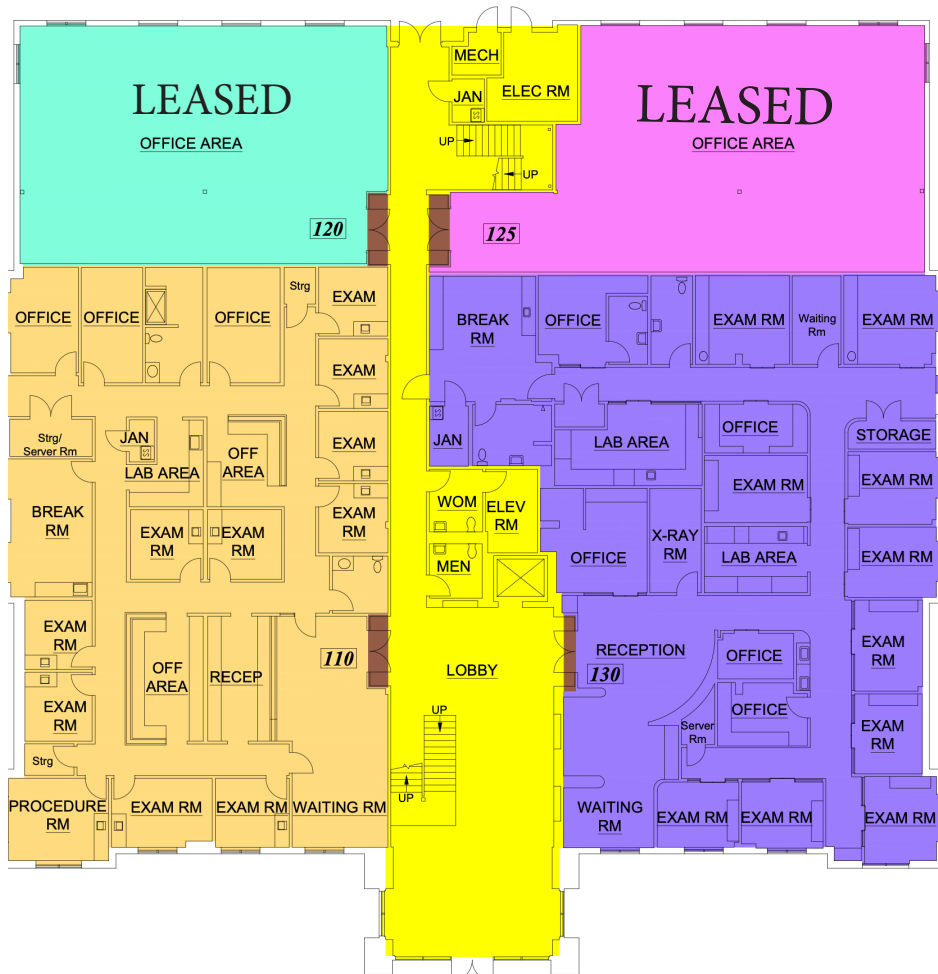 MECH
ELEC RM
JAN
SS
LEASED
OFFICE AREA
LEASED
OFFICE AREA
UP
UP
120
125
OFFICE
OFFICE
OFFICE
Strg
EXAM
BREAK
RM
OFFICE
EXAM RM
Waiting
Rm
EXAM RM
EXAM
Strg/
Server Rm
JAN
SS
LAB AREA
OFF
AREA
EXAM
SS
JAN
LAB AREA
OFFICE
STORAGE
BREAK
RM
EXAM
RM
EXAM
RM
EXAM
RM
WOM
ELEV
RM
MEN
OFFICE
X-RAY
RM
EXAM RM
LAB AREA
EXAM RM
EXAM RM
EXAM
RM
EXAM
RM
OFF
AREA
RECEP
110
LOBBY
RECEPTION
130
OFFICE
OFFICE
Server
Rm
EXAM
RM
EXAM
RM
UP
UP
Strg
PROCEDURE
RM
EXAM RM
EXAM RM
WAITING RM
WAITING
RM
EXAM RM
EXAM RM
EXAM RM